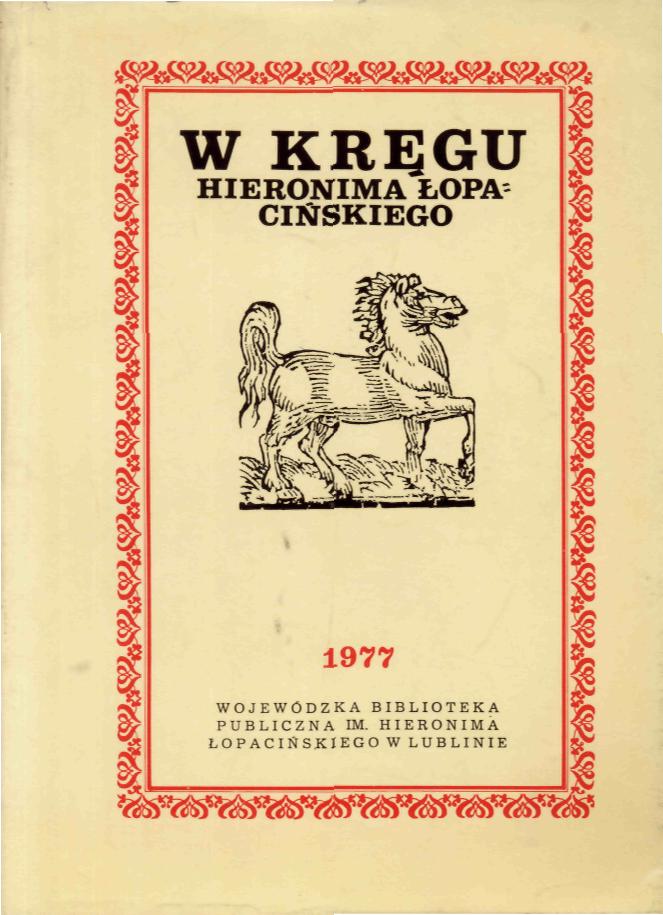 W KRĘGU
HIERONIMA ŁOPA=
CIŃSKIEGO
1977
WOJEWÓDZKA BIBLIOTEKA
PUBLICZNA IM. HIERONIMA
ŁOPACIŃSKIEGO W LUBLINIE